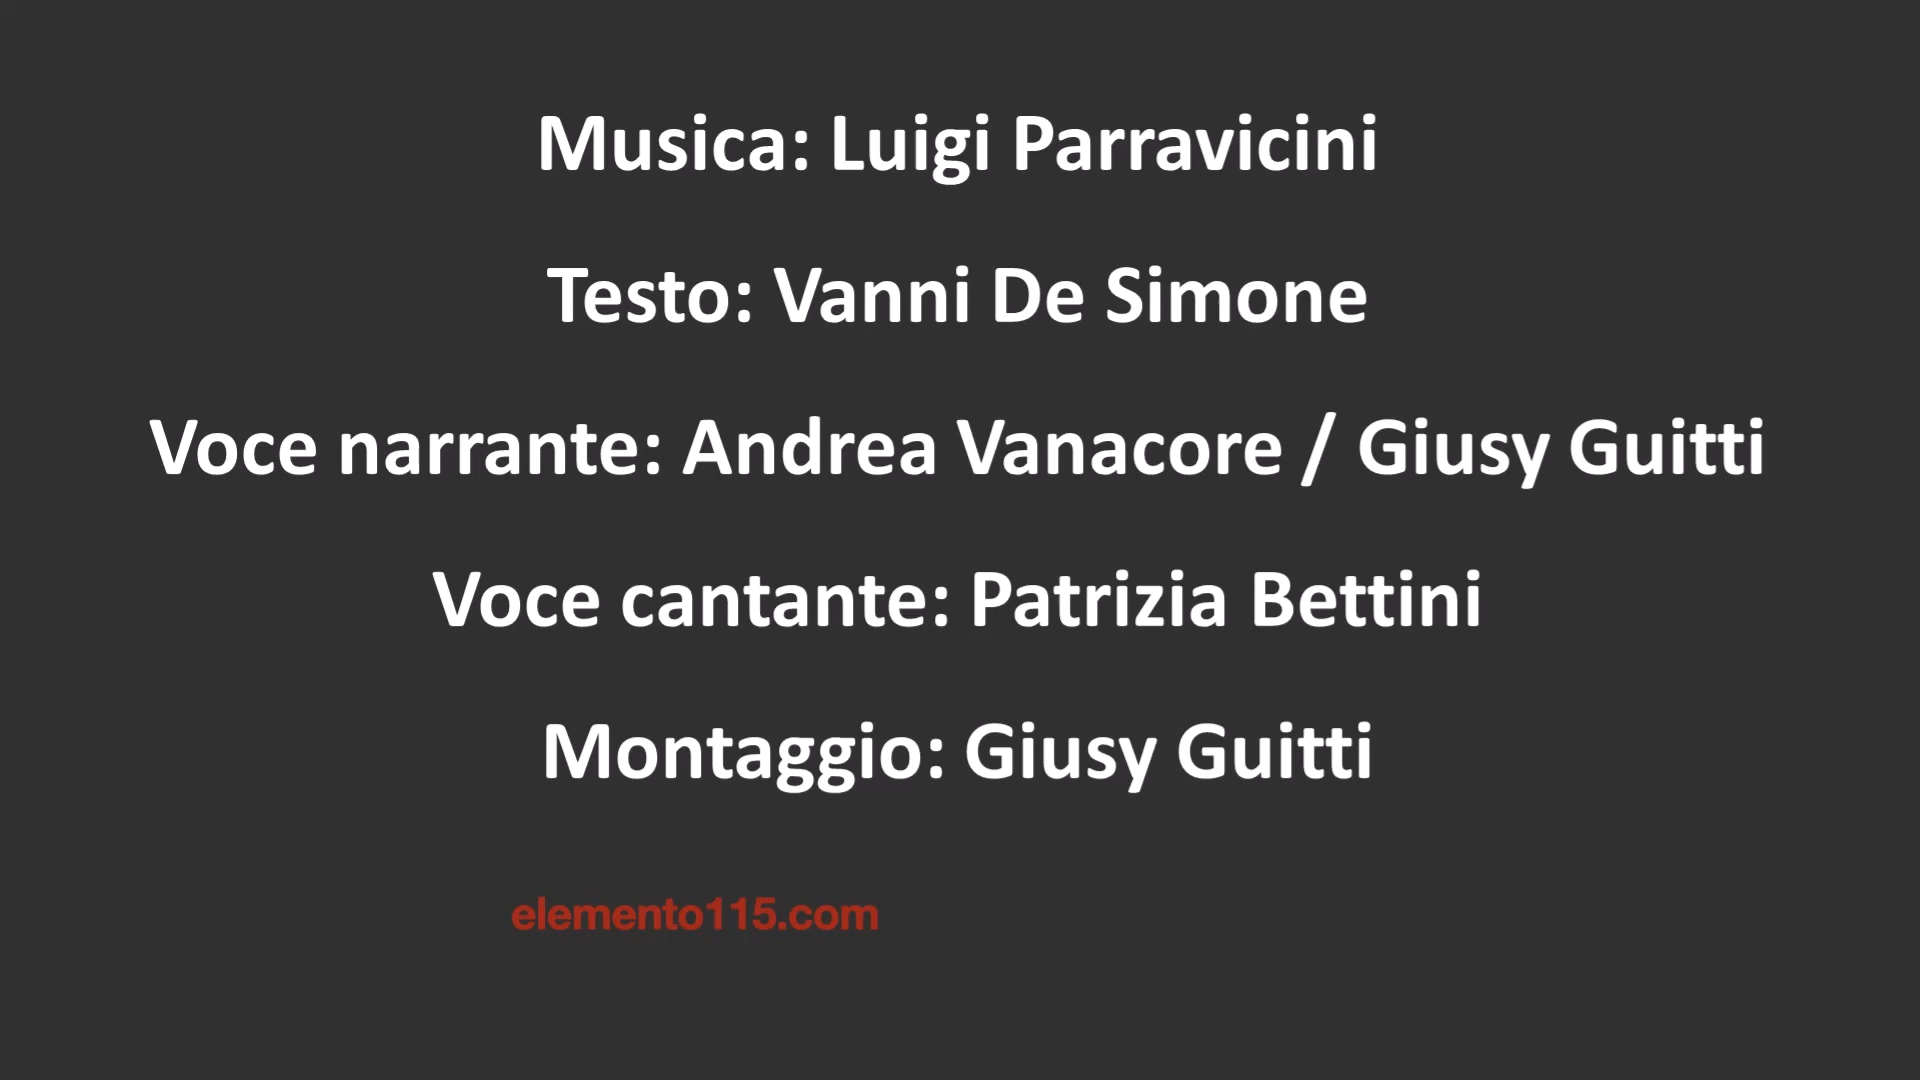 Musica: Luigi Parravicini
Testo: Vanni De Simone
Voce narrante: Andrea Vanacore / Giusy Guitti
Voce cantante: Patrizia Bettini
Montaggio: Giusy Guitti
elemento115.com